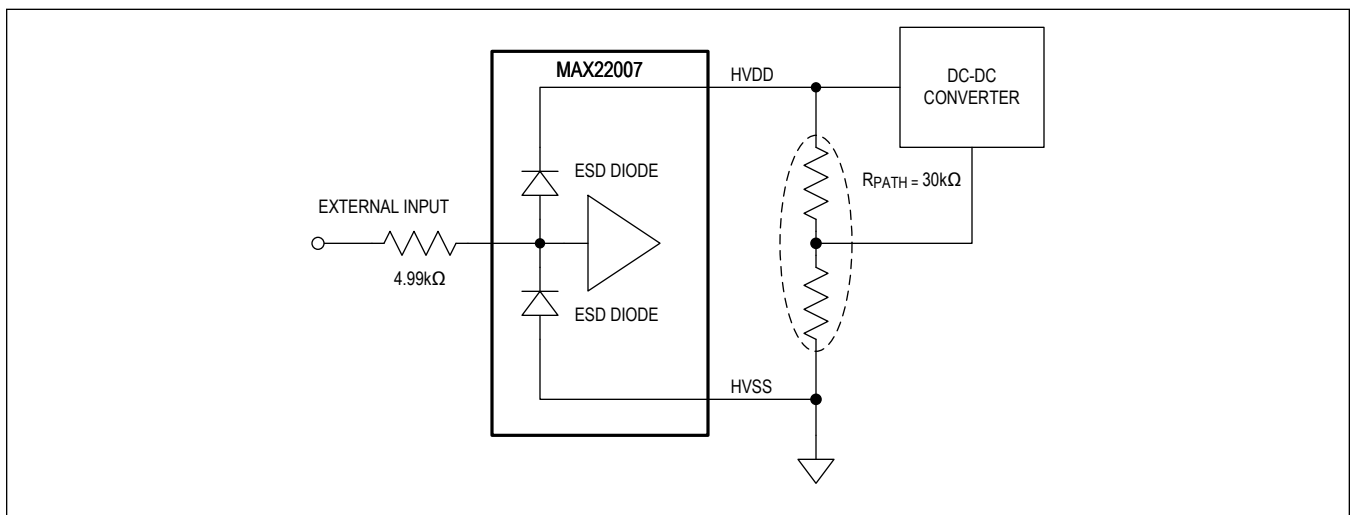 MAX22007
HVDD
DC-DC
CONVERTER
ESD DIODE
RPATH = 30kΩ
EXTERNAL INPUT
4.99kΩ
ESD DIODE
HVSS